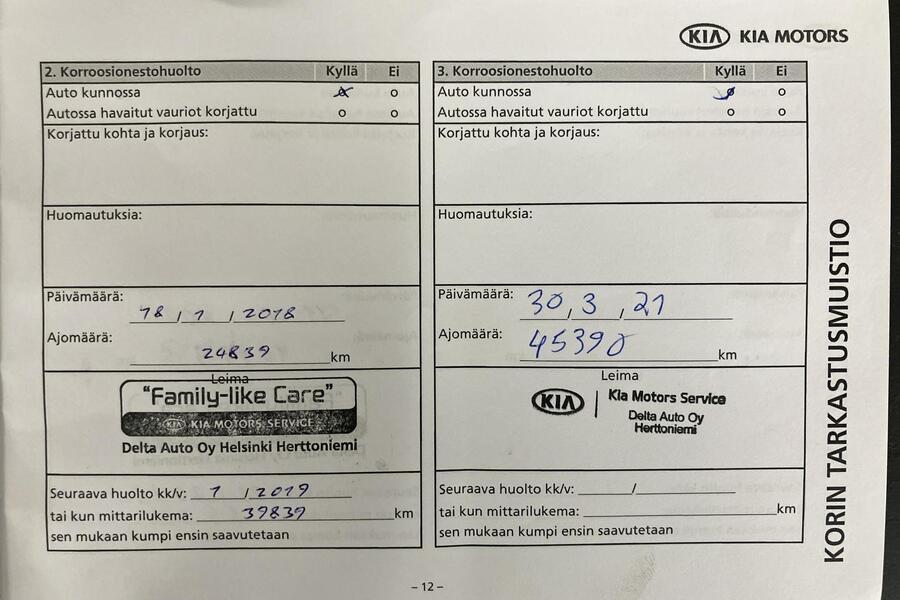 KIA KIA MOTORS
2. Korroosionestohuolto Kyllä Ei
Auto kunnossa x o
Autossa havaitut vauriot korjattu o o
Korjattu kohta ja korjaus:
Huomautuksia:
Päivämäärä:
18 / 1 / 2018
Ajomäärä:
24839 km
Leima
"Family-like Care"
KIA KIA MOTORS SERVICE
Delta Auto Oy Helsinki Herttoniemi
Seuraava huolto kk/v: 1 / 2019
tai kun mittarilukema: 39839 km
sen mukaan kumpi ensin saavutetaan
3. Korroosionestohuolto Kyllä Ei
Auto kunnossa o o
Autossa havaitut vauriot korjattu o o
Korjattu kohta ja korjaus:
Huomautuksia:
Päivämäärä: 30 / 3 / 21
Ajomäärä: 45390 km
Leima
KIA Kia Motors Service
Delta Auto Oy
Herttoniemi
Seuraava huolto kk/v: /
tai kun mittarilukema: km
sen mukaan kumpi ensin saavutetaan
KORIN TARKASTUSMUISTIO
– 12 –